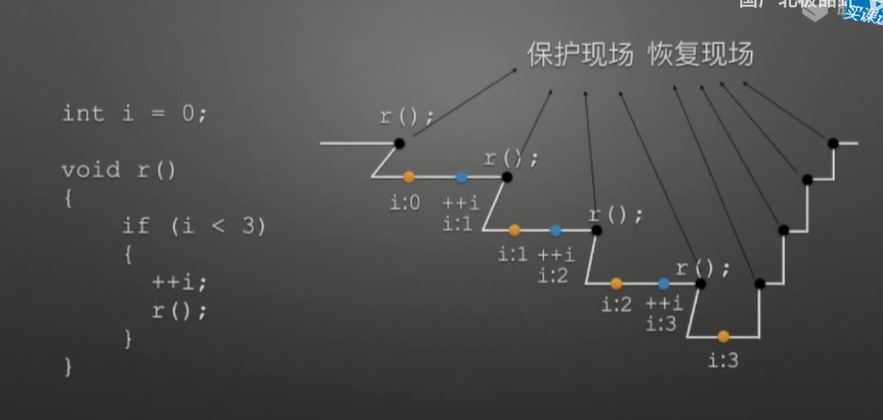 保护现场 恢复现场
int i = 0;
void r()
{
if (i < 3)
{
++i;
r();
}
}
r();
i:0 ++i
i:1
r();
i:1 ++i
i:2
r();
i:2 ++i
i:3
r();
i:3